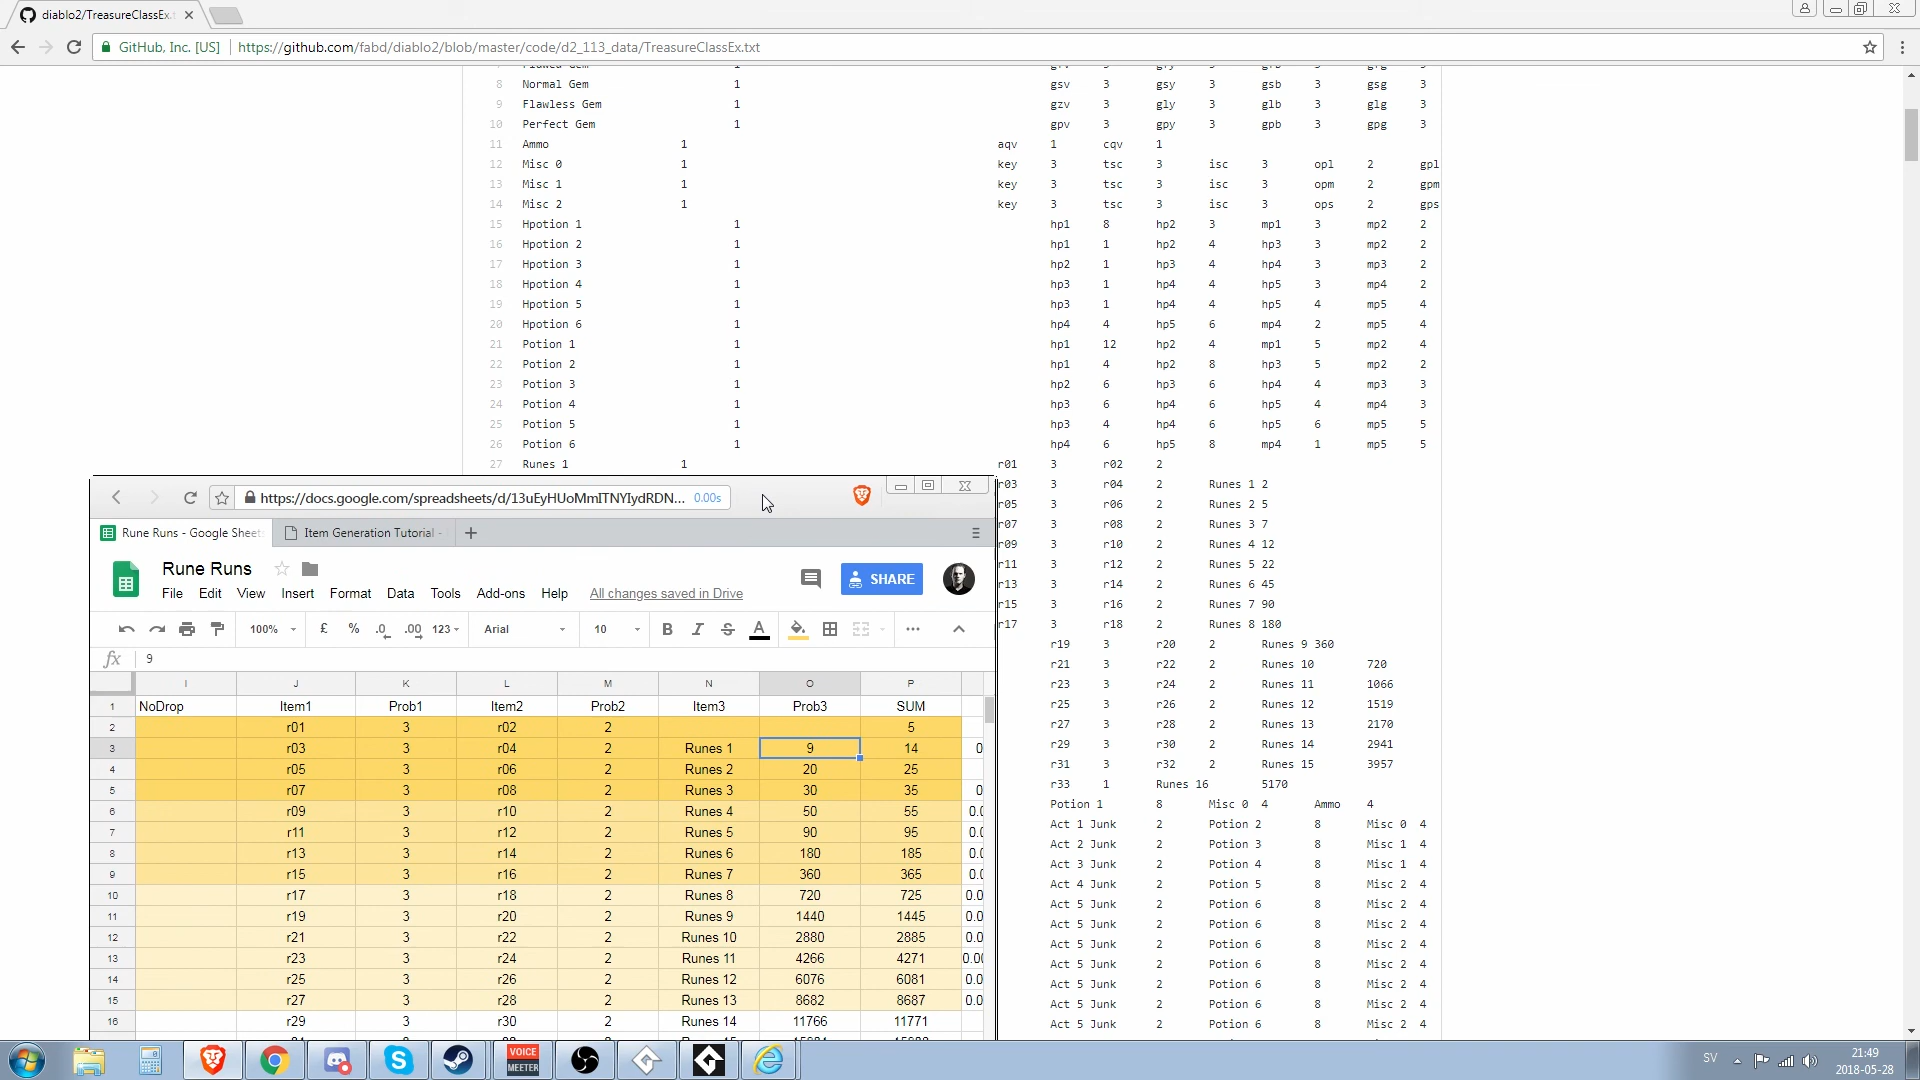 diablo2/TreasureClassEx.t
GitHub, Inc. [US] https://github.com/fabd/diablo2/blob/master/code/d2_113_data/TreasureClassEx.txt
8 Normal Gem 1 gsv 3 gsy 3 gsb 3 gsg 3
9 Flawless Gem 1 gzv 3 gly 3 glb 3 glg 3
10 Perfect Gem 1 gpv 3 gpy 3 gpb 3 gpg 3
11 Ammo 1 aqv 1 cqv 1
12 Misc 0 1 key 3 tsc 3 isc 3 opl 2 gpl
13 Misc 1 1 key 3 tsc 3 isc 3 opm 2 gpm
14 Misc 2 1 key 3 tsc 3 isc 3 ops 2 gps
15 Hpotion 1 1 hp1 8 hp2 3 mp1 3 mp2 2
16 Hpotion 2 1 hp1 1 hp2 4 hp3 3 mp2 2
17 Hpotion 3 1 hp2 1 hp3 4 hp4 3 mp3 2
18 Hpotion 4 1 hp3 1 hp4 4 hp5 3 mp4 2
19 Hpotion 5 1 hp3 1 hp4 4 hp5 4 mp5 4
20 Hpotion 6 1 hp4 4 hp5 6 mp4 2 mp5 4
21 Potion 1 1 hp1 12 hp2 4 mp1 5 mp2 4
22 Potion 2 1 hp1 4 hp2 8 hp3 5 mp2 2
23 Potion 3 1 hp2 6 hp3 6 hp4 4 mp3 3
24 Potion 4 1 hp3 6 hp4 6 hp5 4 mp4 3
25 Potion 5 1 hp3 4 hp4 6 hp5 6 mp5 5
26 Potion 6 1 hp4 6 hp5 8 mp4 1 mp5 5
27 Runes 1 1 r01 3 r02 2
r03 3 r04 2 Runes 1 2
r05 3 r06 2 Runes 2 5
r07 3 r08 2 Runes 3 7
r09 3 r10 2 Runes 4 12
r11 3 r12 2 Runes 5 22
r13 3 r14 2 Runes 6 45
r15 3 r16 2 Runes 7 90
r17 3 r18 2 Runes 8 180
r19 3 r20 2 Runes 9 360
r21 3 r22 2 Runes 10 720
r23 3 r24 2 Runes 11 1066
r25 3 r26 2 Runes 12 1519
r27 3 r28 2 Runes 13 2170
r29 3 r30 2 Runes 14 2941
r31 3 r32 2 Runes 15 3957
r33 1 Runes 16 5170
Potion 1 8 Misc 0 4 Ammo 4
Act 1 Junk 2 Potion 2 8 Misc 0 4
Act 2 Junk 2 Potion 3 8 Misc 1 4
Act 3 Junk 2 Potion 4 8 Misc 1 4
Act 4 Junk 2 Potion 5 8 Misc 2 4
Act 5 Junk 2 Potion 6 8 Misc 2 4
Act 5 Junk 2 Potion 6 8 Misc 2 4
Act 5 Junk 2 Potion 6 8 Misc 2 4
Act 5 Junk 2 Potion 6 8 Misc 2 4
Act 5 Junk 2 Potion 6 8 Misc 2 4
Act 5 Junk 2 Potion 6 8 Misc 2 4
Act 5 Junk 2 Potion 6 8 Misc 2 4
https://docs.google.com/spreadsheets/d/13uEyHUoMmITNYIydRDN... 0.00s
Rune Runs - Google Sheet Item Generation Tutorial -
Rune Runs
SHARE
File Edit View Insert Format Data Tools Add-ons Help All changes saved in Drive
100% £ % .0 .00 123 Arial 10 B I S A
fx 9
I J K L M N O P
1 NoDrop Item1 Prob1 Item2 Prob2 Item3 Prob3 SUM
2 r01 3 r02 2 5
3 r03 3 r04 2 Runes 1 9 14 0
4 r05 3 r06 2 Runes 2 20 25
5 r07 3 r08 2 Runes 3 30 35 0
6 r09 3 r10 2 Runes 4 50 55 0.0
7 r11 3 r12 2 Runes 5 90 95 0.0
8 r13 3 r14 2 Runes 6 180 185 0.0
9 r15 3 r16 2 Runes 7 360 365 0.0
10 r17 3 r18 2 Runes 8 720 725 0.0
11 r19 3 r20 2 Runes 9 1440 1445 0.0
12 r21 3 r22 2 Runes 10 2880 2885 0.0
13 r23 3 r24 2 Runes 11 4266 4271 0.00
14 r25 3 r26 2 Runes 12 6076 6081 0.0
15 r27 3 r28 2 Runes 13 8682 8687 0.0
16 r29 3 r30 2 Runes 14 11766 11771
VOICE
MEETER
SV
21:49
2018-05-28